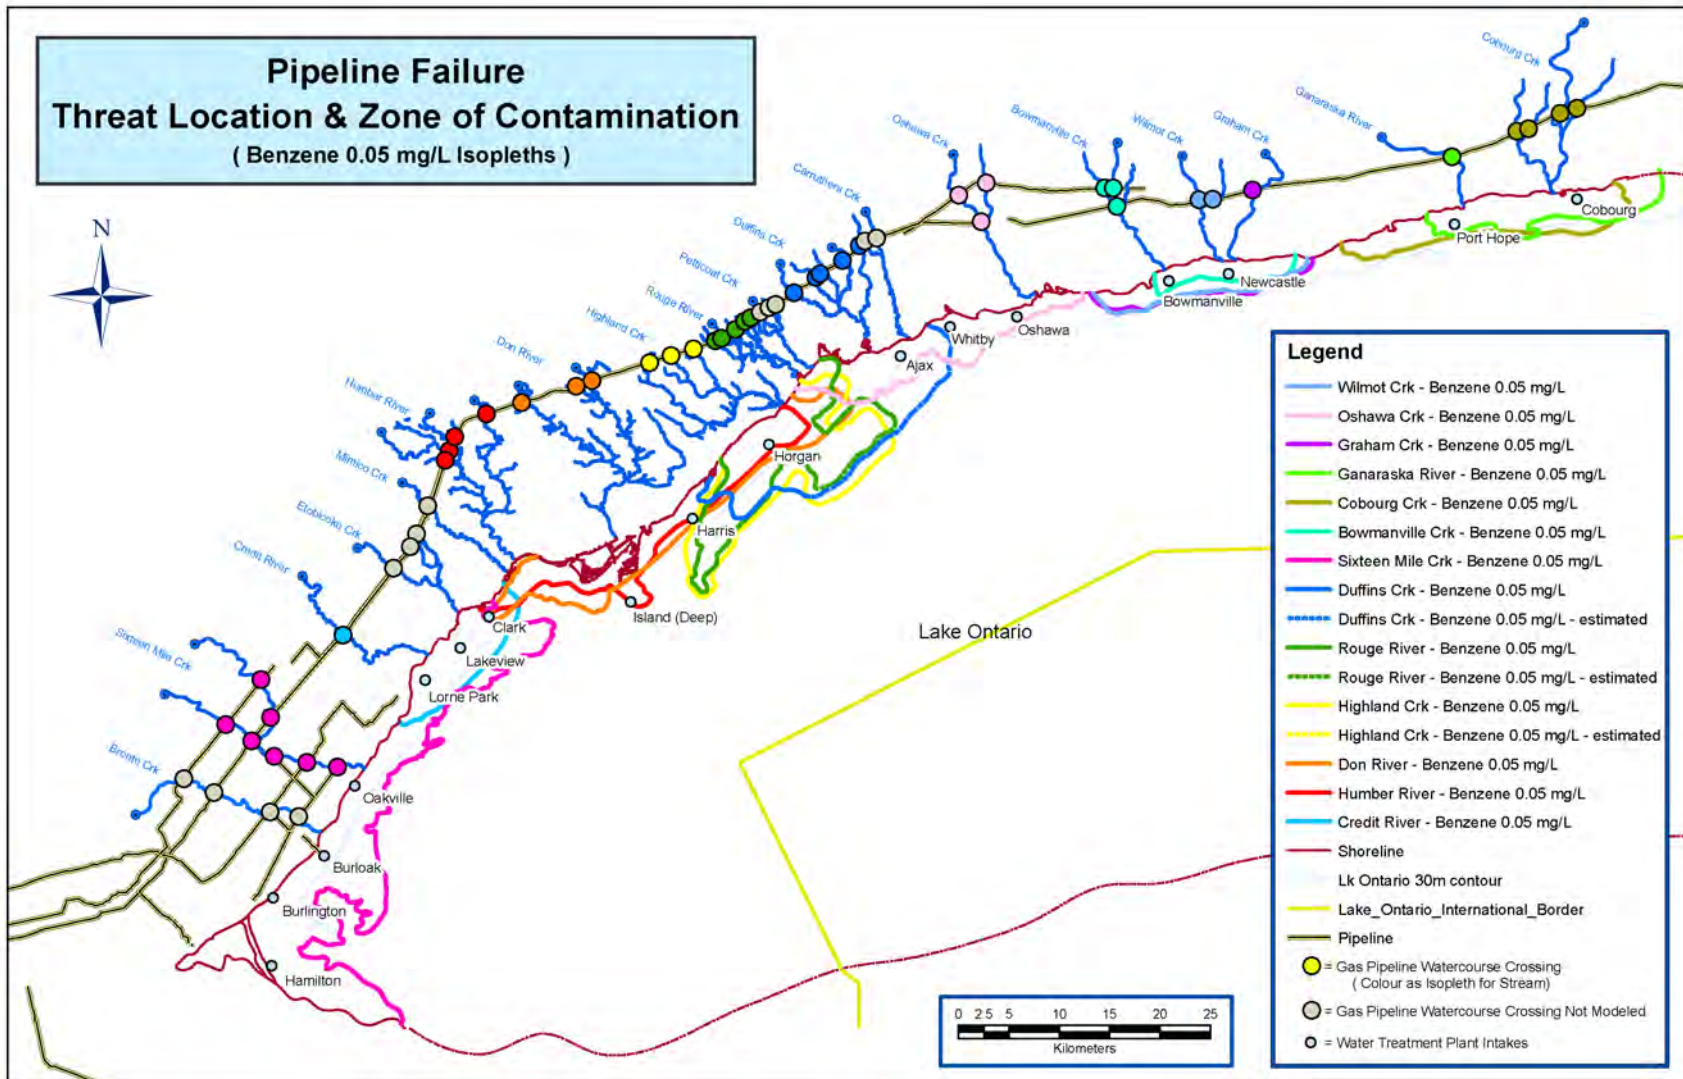 Pipeline Failure
Threat Location & Zone of Contamination
( Benzene 0.05 mg/L Isopleths )
N
Cobourg Crk
Ganaraska River
Graham Crk
Wilmot Crk
Bowmanville Crk
Oshawa Crk
Carruthers Crk
Duffins Crk
Petticoat Crk
Rouge River
Highland Crk
Don River
Humber River
Mimico Crk
Etobicoke Crk
Credit River
Sixteen Mile Crk
Bronte Crk
Cobourg
Port Hope
Newcastle
Bowmanville
Oshawa
Whitby
Ajax
Horgan
Harris
Island (Deep)
Clark
Lakeview
Lorne Park
Oakville
Burloak
Burlington
Hamilton
Lake Ontario
Legend
Wilmot Crk - Benzene 0.05 mg/L
Oshawa Crk - Benzene 0.05 mg/L
Graham Crk - Benzene 0.05 mg/L
Ganaraska River - Benzene 0.05 mg/L
Cobourg Crk - Benzene 0.05 mg/L
Bowmanville Crk - Benzene 0.05 mg/L
Sixteen Mile Crk - Benzene 0.05 mg/L
Duffins Crk - Benzene 0.05 mg/L
Duffins Crk - Benzene 0.05 mg/L - estimated
Rouge River - Benzene 0.05 mg/L
Rouge River - Benzene 0.05 mg/L - estimated
Highland Crk - Benzene 0.05 mg/L
Highland Crk - Benzene 0.05 mg/L - estimated
Don River - Benzene 0.05 mg/L
Humber River - Benzene 0.05 mg/L
Credit River - Benzene 0.05 mg/L
Shoreline
Lk Ontario 30m contour
Lake_Ontario_International_Border
Pipeline
= Gas Pipeline Watercourse Crossing
( Colour as Isopleth for Stream)
= Gas Pipeline Watercourse Crossing Not Modeled
= Water Treatment Plant Intakes
0 2.5 5 10 15 20 25
Kilometers